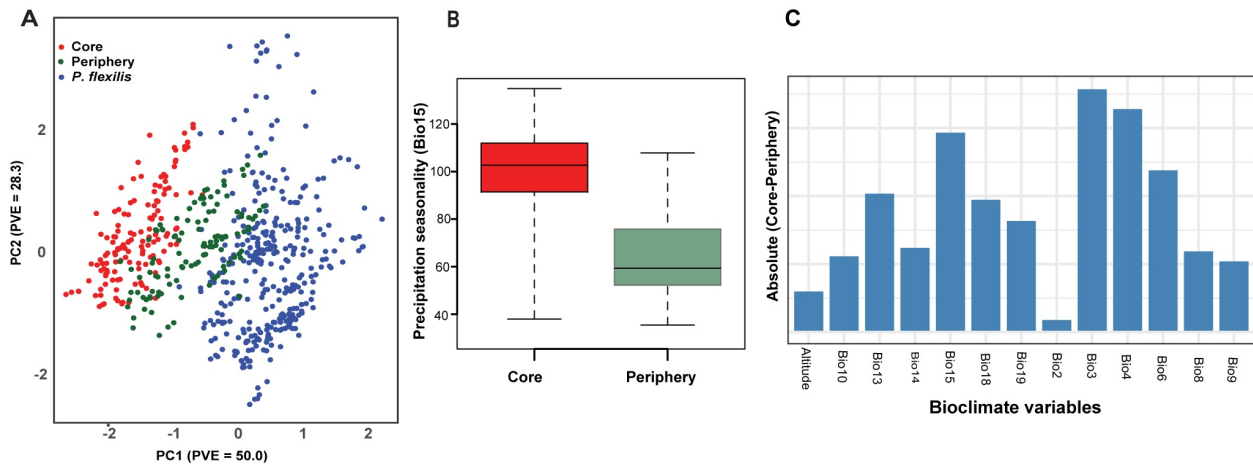 A
Core
Periphery
P. flexilis
2
0
-2
PC2 (PVE = 28.3)
-2
-1
0
1
2
PC1 (PVE = 50.0)
B
Precipitation seasonality (Bio15)
120
100
80
60
40
Core
Periphery
C
Absolute (Core-Periphery)
Altitude
Bio10
Bio13
Bio14
Bio15
Bio18
Bio19
Bio2
Bio3
Bio4
Bio6
Bio8
Bio9
Bioclimate variables